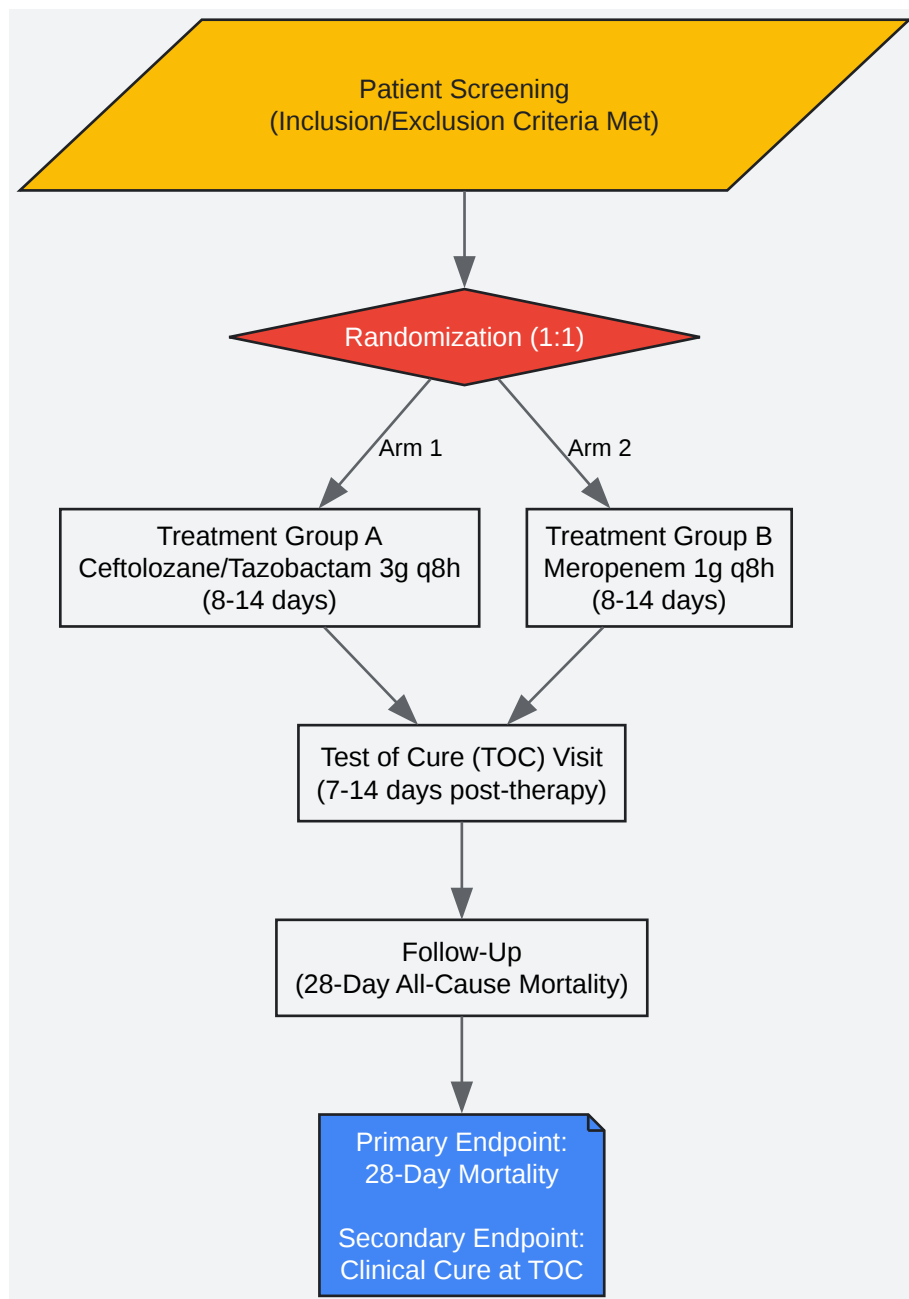 Patient Screening
(Inclusion/Exclusion Criteria Met)
Randomization (1:1)
Arm 1
Arm 2
Treatment Group A
Ceftolozane/Tazobactam 3g q8h
(8-14 days)
Treatment Group B
Meropenem 1g q8h
(8-14 days)
Test of Cure (TOC) Visit
(7-14 days post-therapy)
Follow-Up
(28-Day All-Cause Mortality)
Primary Endpoint:
28-Day Mortality
Secondary Endpoint:
Clinical Cure at TOC